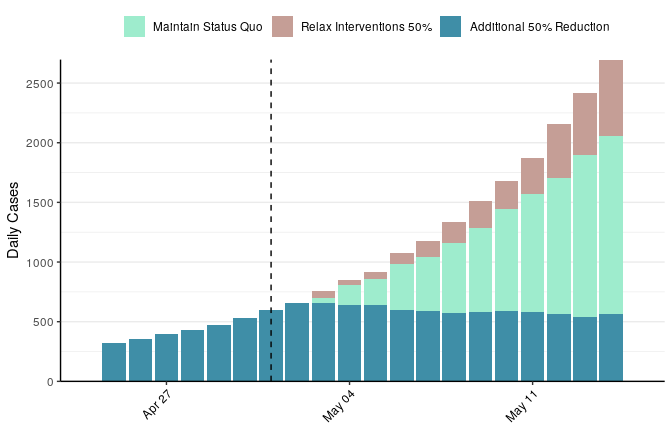 Maintain Status Quo Relax Interventions 50% Additional 50% Reduction
Daily Cases
2500
2000
1500
1000
500
0
Apr 27 May 04 May 11